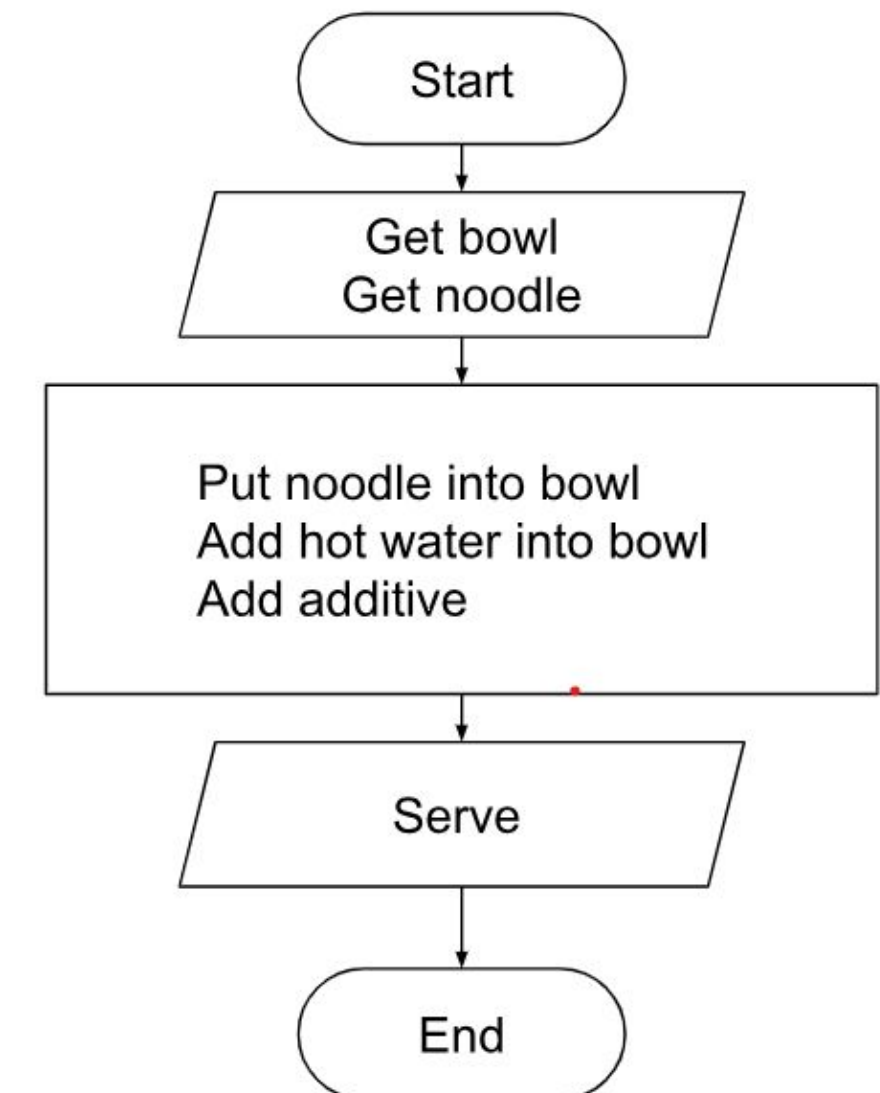 Start
Get bowl
Get noodle
Put noodle into bowl
Add hot water into bowl
Add additive
Serve
End